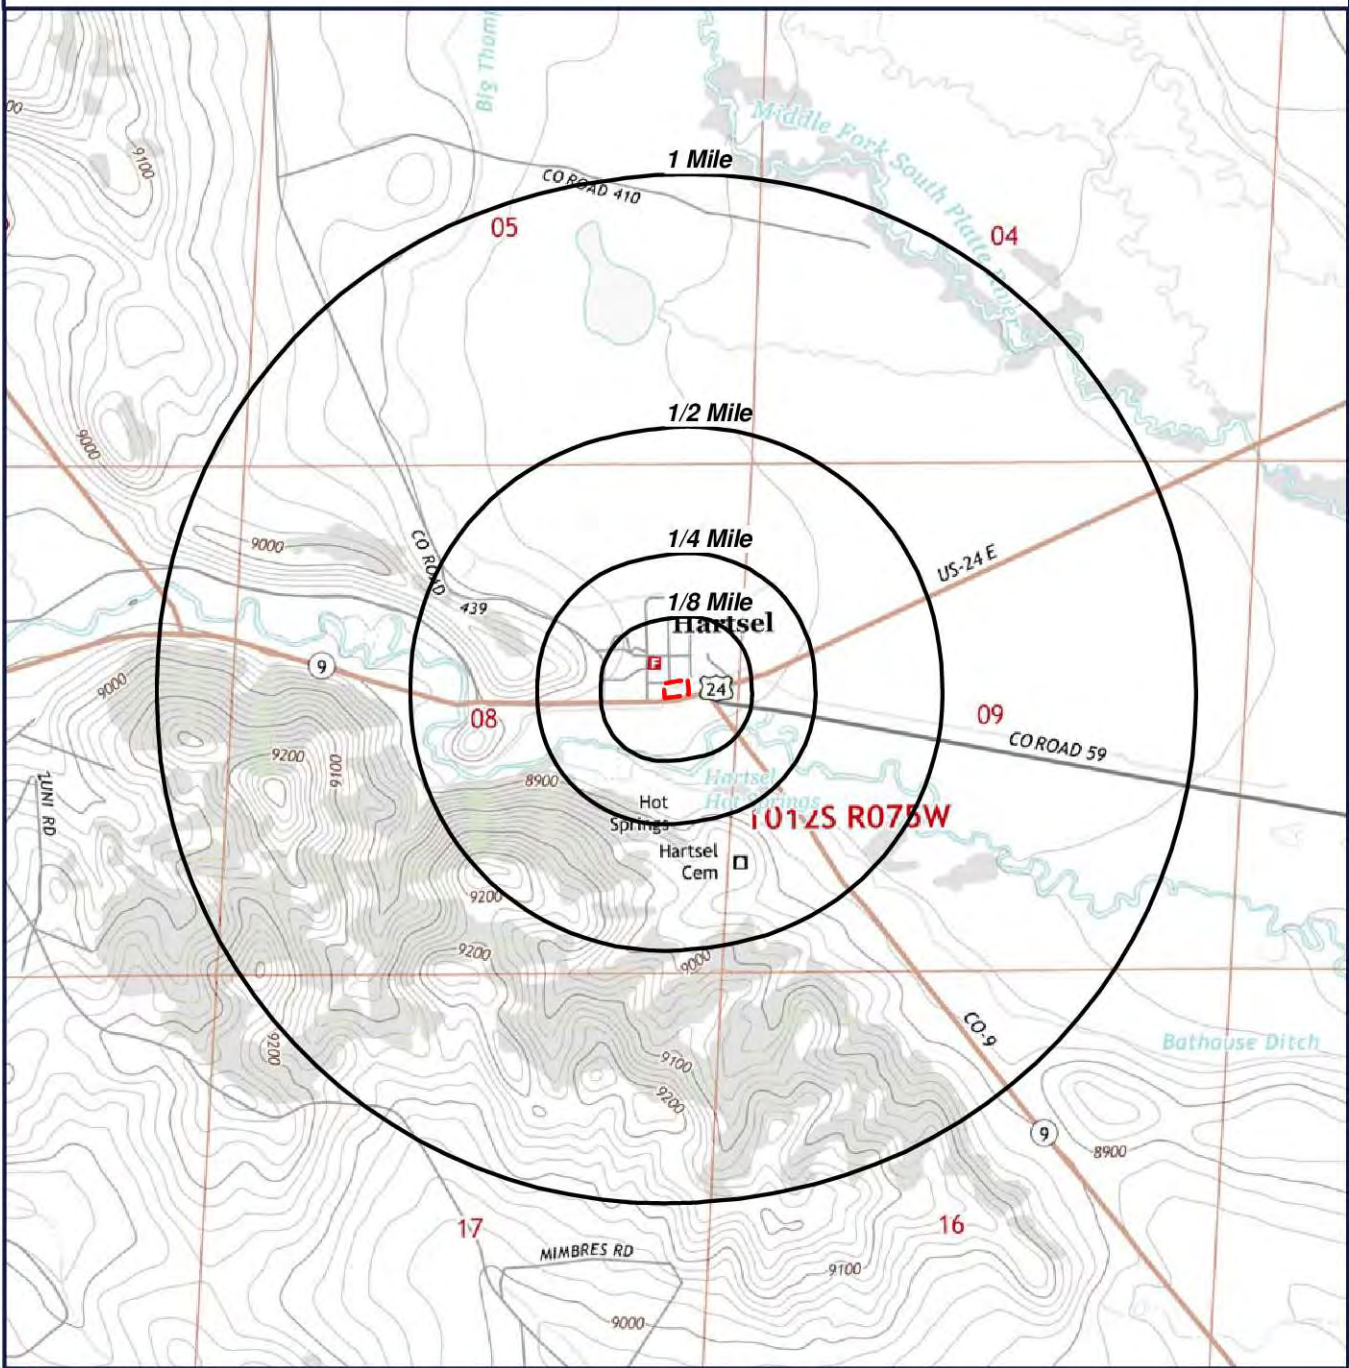 Big Thom
Middle Fork South Platte River
9100
1 Mile
CO ROAD 410
05
04
1/2 Mile
9000
1/4 Mile
9000
CO ROAD
439
US-24 E
1/8 Mile
Hartsel
F
9
24
9000
08
09
CO ROAD 59
9200
9100
8900
ZUNI RD
Hartsel
Hot Springs
Hot
Springs
T012S R075W
Hartsel
Cem
9200
9200
9000
9200
CO-9
Bathouse Ditch
9100
9200
9
8900
17
16
MIMBRES RD
9100
9000